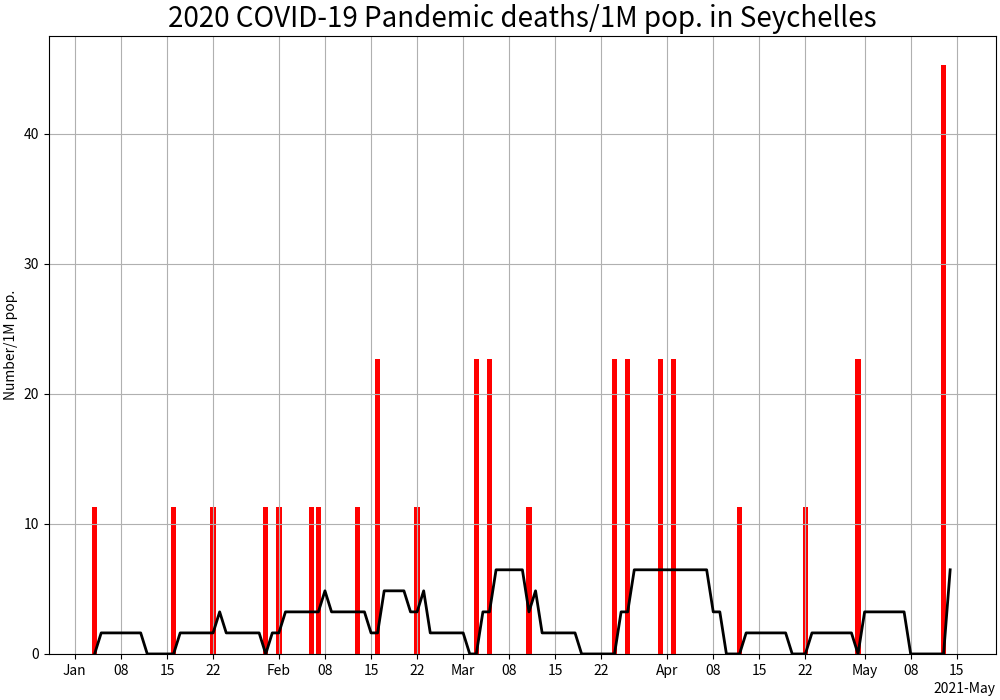 2020 COVID-19 Pandemic deaths/1M pop. in Seychelles
Number/1M pop.
40
30
20
10
0
Jan 08 15 22 Feb 08 15 22 Mar 08 15 22 Apr 08 15 22 May 08 15
2021-May